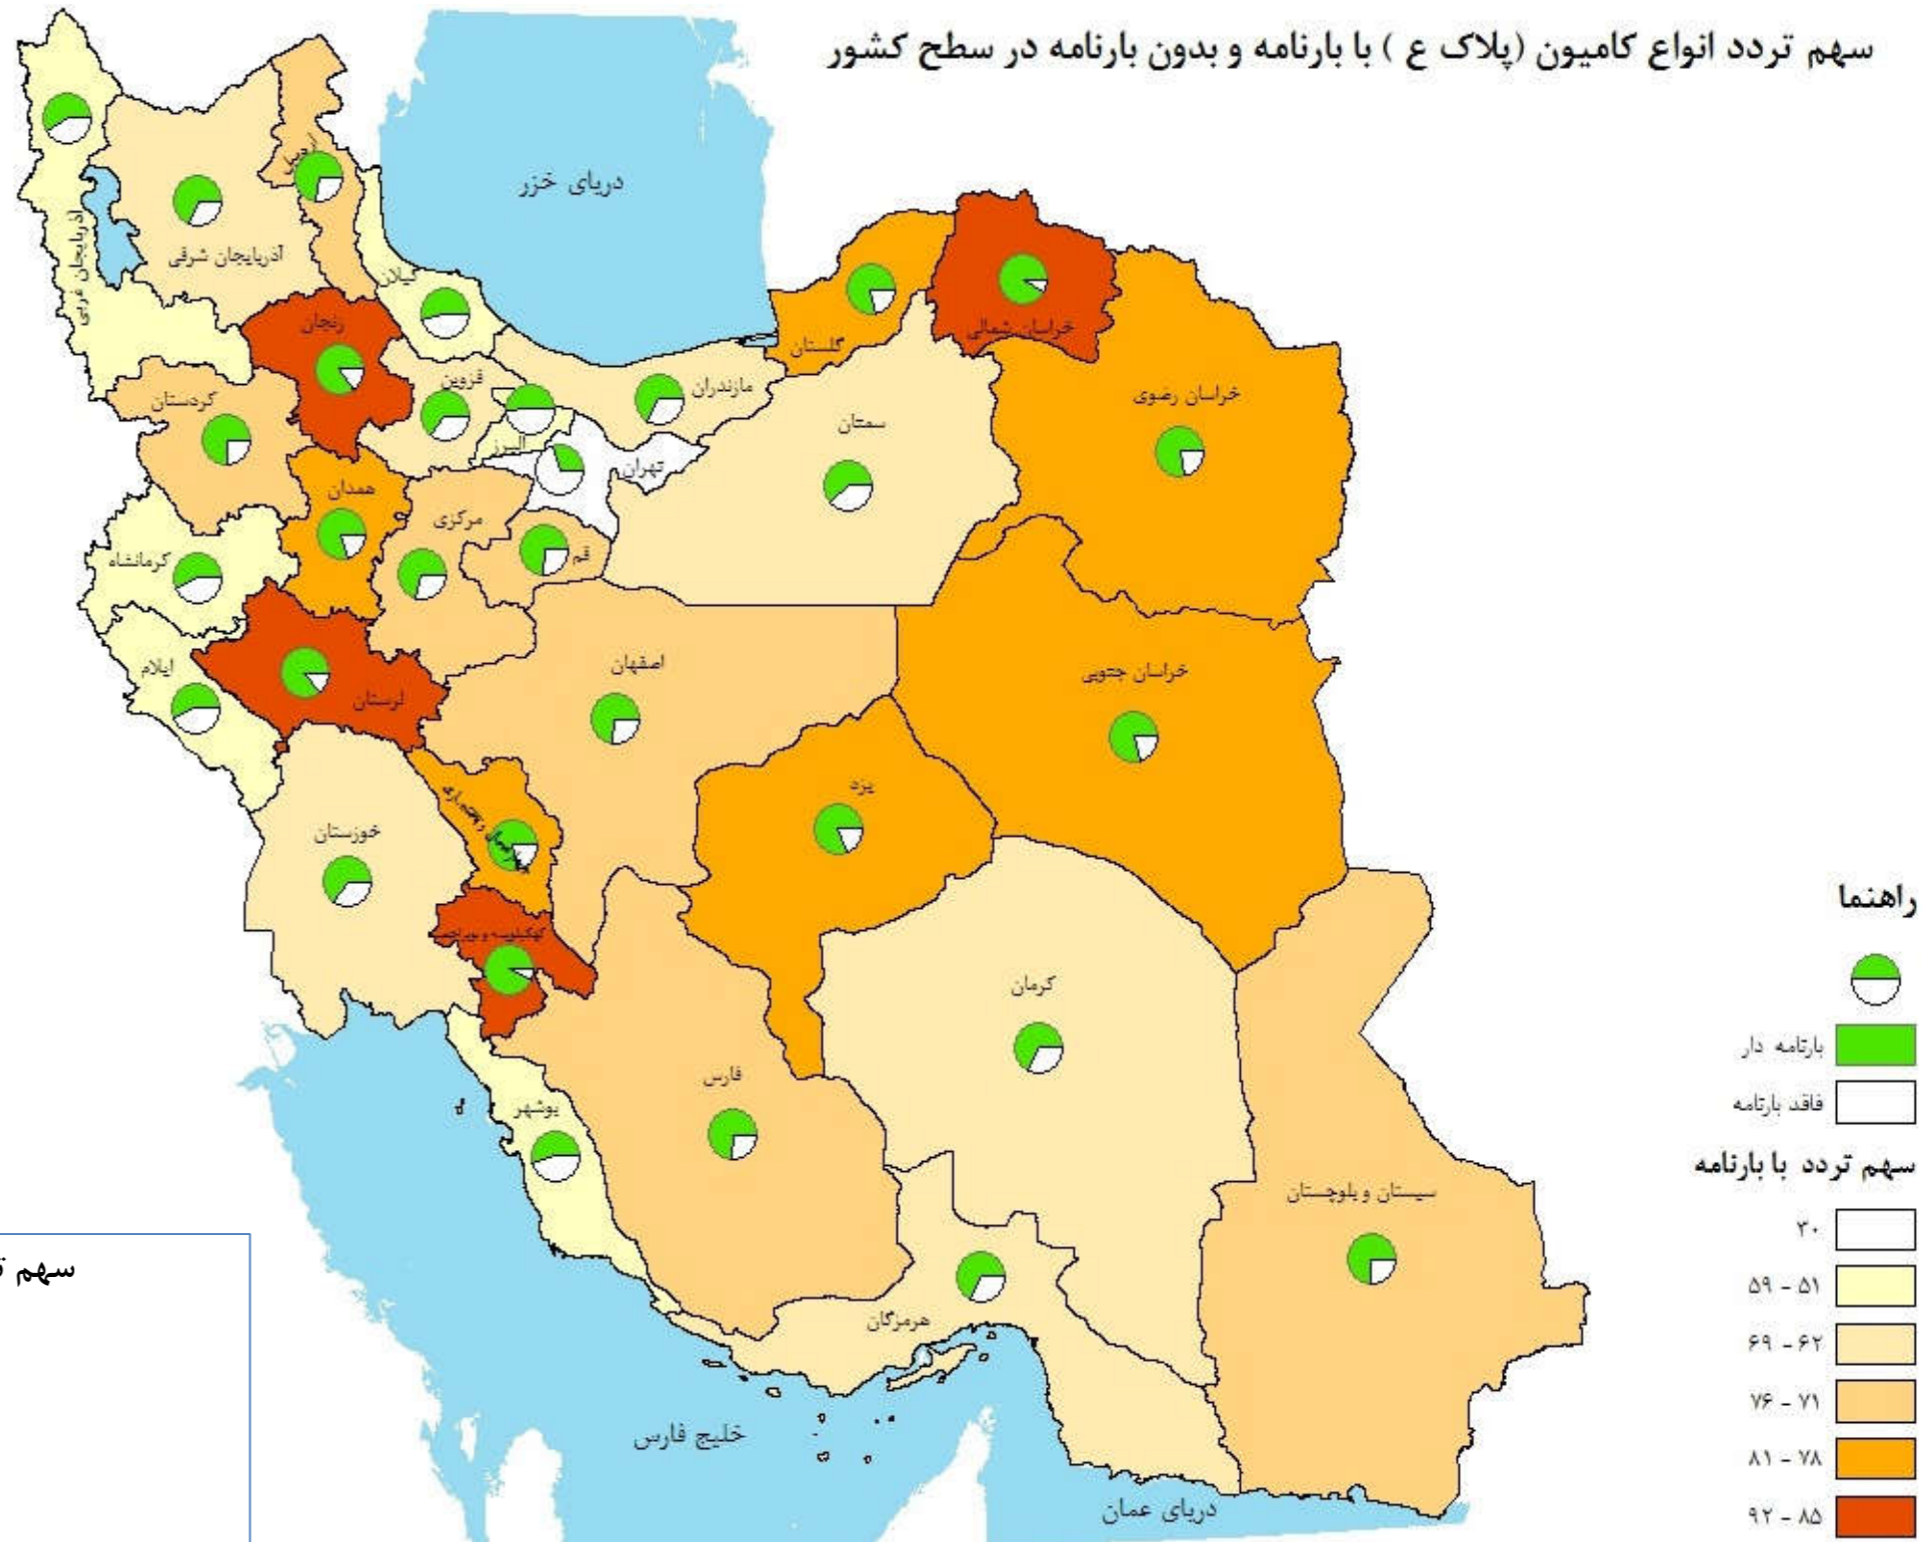 سهم تردد انواع کامیون (پلاک ع ) با بارنامه و بدون بارنامه در سطح کشور
دریای خزر
اردبیل
آذربایجان شرقی
آذربایجان غربی
گیلان
زنجان
خراسان شمالی
گلستان
قزوین
مازندران
خراسان رضوی
کردستان
سمنان
البرز
تهران
همدان
مرکزی
قم
کرمانشاه
ایلام
لرستان
اصفهان
خراسان جنوبی
یزد
خوزستان
کهکیلویه و بویراحمد
کرمان
فارس
بوشهر
سیستان و بلوچستان
هرمزگان
خلیج فارس
دریای عمان
راهنما
بارنامه دار
فاقد بارنامه
سهم تردد با بارنامه
۳۰
۵۱ - ۵۹
۶۲ - ۶۹
۷۱ - ۷۶
۷۸ - ۸۱
۸۵ - ۹۲
سهم